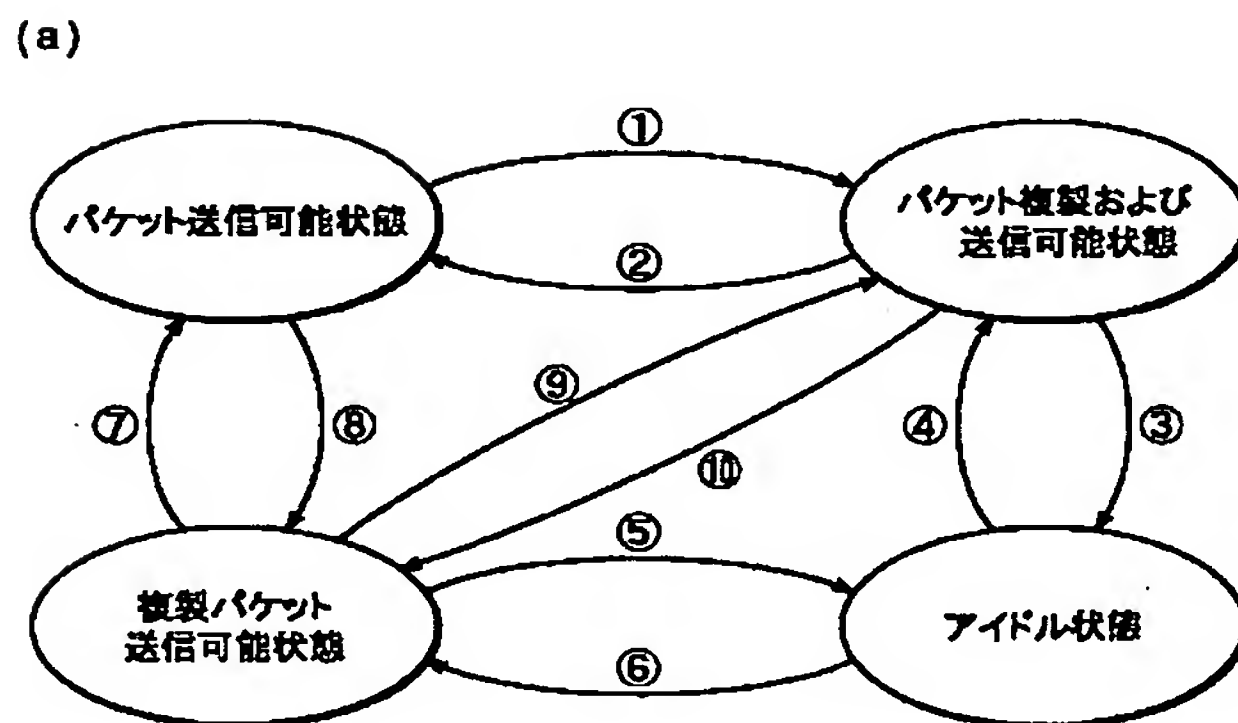 (a)
①
パケット送信可能状態
パケット複製および
送信可能状態
②
⑨
⑦
⑧
④
③
⑩
⑤
複製パケット
送信可能状態
アイドル状態
⑥